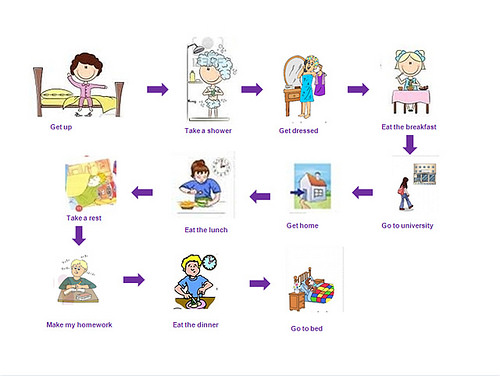 Get up
Take a shower
Get dressed
Eat the breakfast
Go to university
Get home
Eat the lunch
Take a rest
Make my homework
Eat the dinner
Go to bed